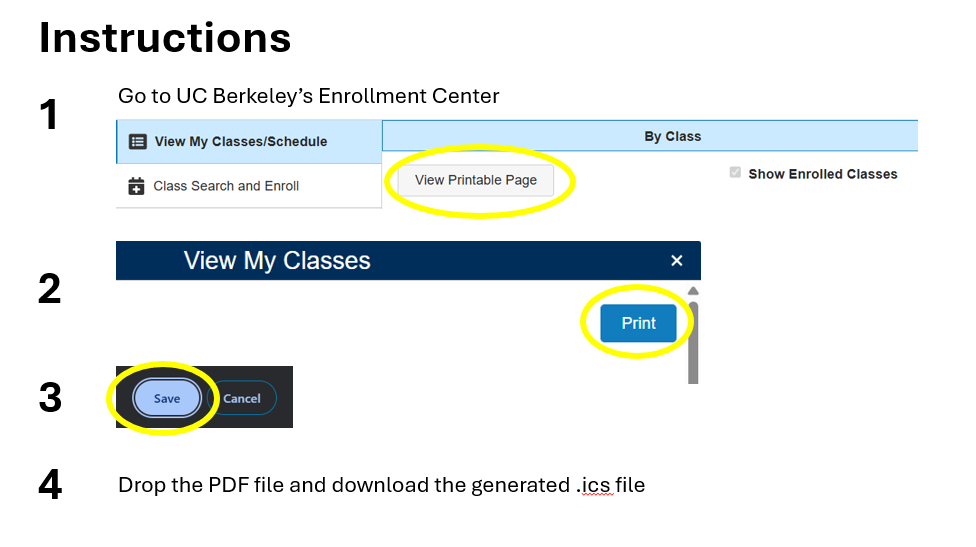 Instructions
1
Go to UC Berkeley’s Enrollment Center
View My Classes/Schedule
By Class
Class Search and Enroll
View Printable Page
Show Enrolled Classes
2
View My Classes
×
Print
3
Save
Cancel
4
Drop the PDF file and download the generated .ics file